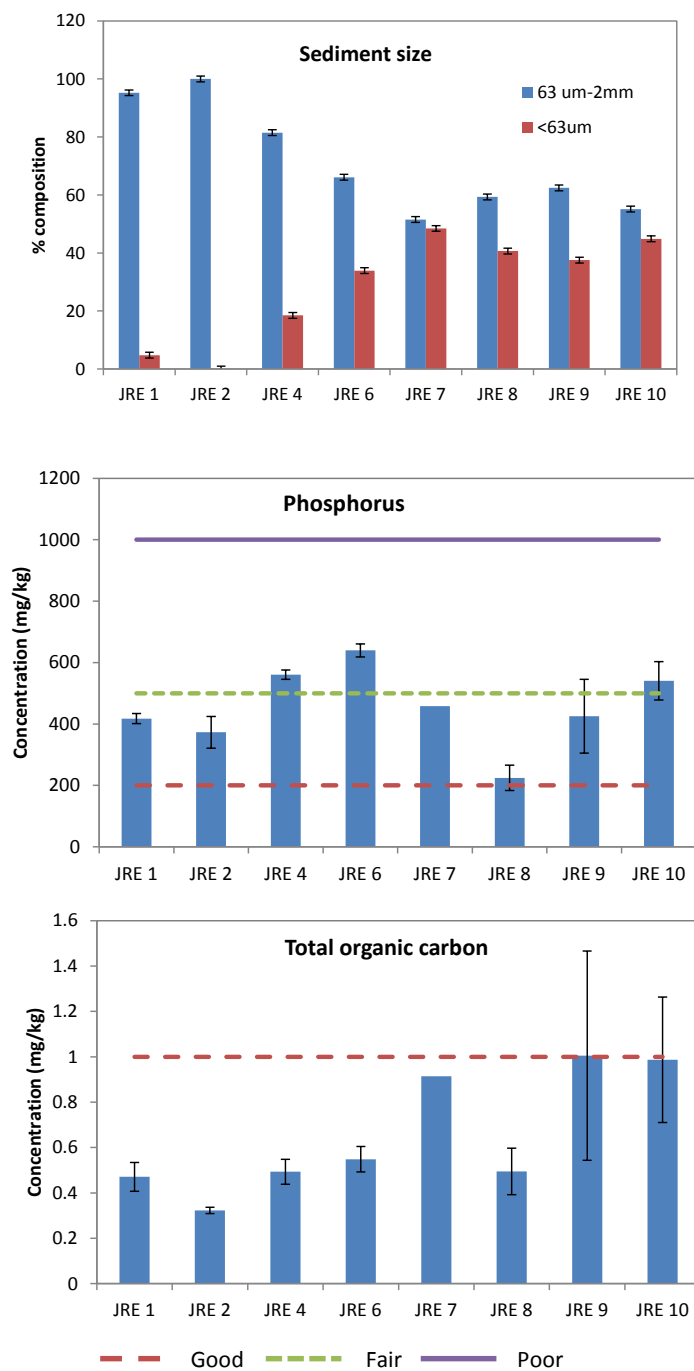 Sediment size
63 um-2mm
<63um
% composition
120
100
80
60
40
20
0
JRE 1 JRE 2 JRE 4 JRE 6 JRE 7 JRE 8 JRE 9 JRE 10
Phosphorus
Concentration (mg/kg)
1200
1000
800
600
400
200
0
JRE 1 JRE 2 JRE 4 JRE 6 JRE 7 JRE 8 JRE 9 JRE 10
Total organic carbon
Concentration (mg/kg)
1.6
1.4
1.2
1
0.8
0.6
0.4
0.2
0
JRE 1 JRE 2 JRE 4 JRE 6 JRE 7 JRE 8 JRE 9 JRE 10
Good Fair Poor